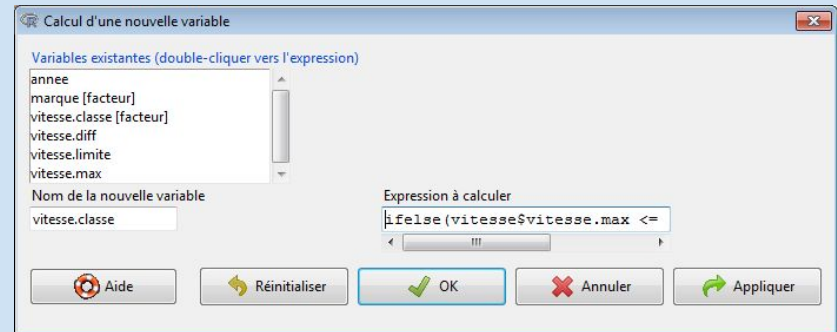 Calcul d'une nouvelle variable
Variables existantes (double-cliquer vers l'expression)
annee
marque [facteur]
vitesse.classe [facteur]
vitesse.diff
vitesse.limite
vitesse.max
Nom de la nouvelle variable
Expression à calculer
vitesse.classe
ifelse(vitesse$vitesse.max <=
Aide
Réinitialiser
OK
Annuler
Appliquer